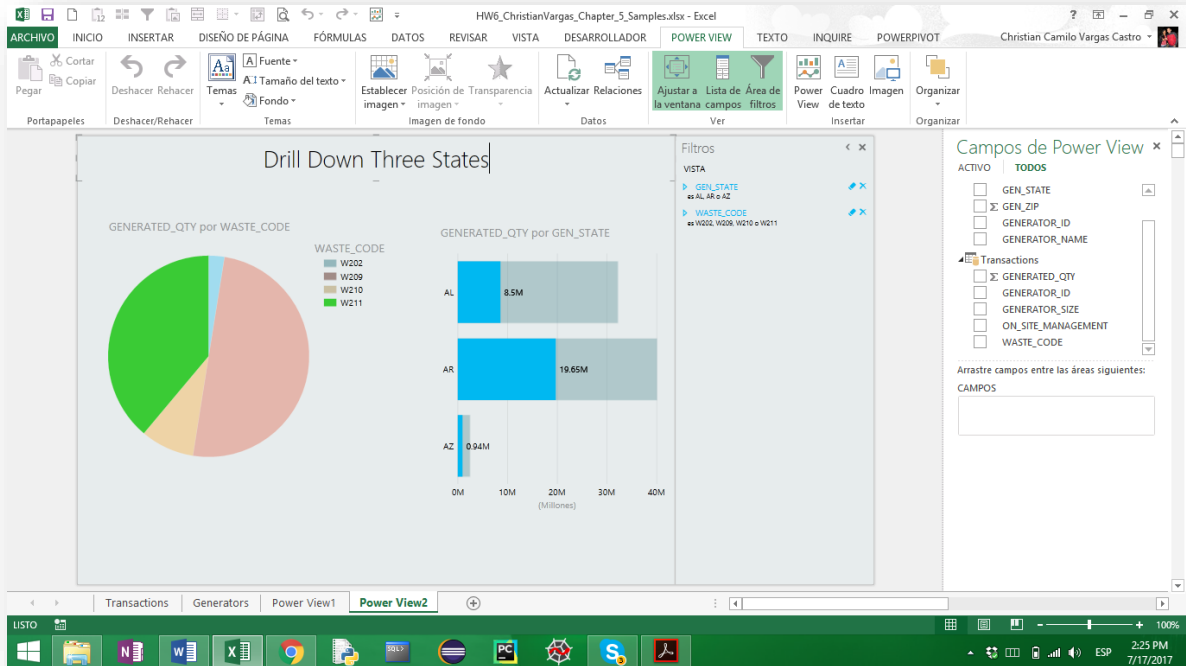 HW6_ChristianVargas_Chapter_5_Samples.xlsx - Excel
ARCHIVO INICIO INSERTAR DISEÑO DE PÁGINA FÓRMULAS DATOS REVISAR VISTA DESARROLLADOR POWER VIEW TEXTO INQUIRE POWERPIVOT Christian Camilo Vargas Castro
Pegar
Cortar
Copiar
Portapapeles
Deshacer Rehacer
Deshacer/Rehacer
Temas
Fuente
Tamaño del texto
Fondo
Temas
Establecer imagen
Posición de imagen
Transparencia
Imagen de fondo
Actualizar Relaciones
Datos
Ajustar a la ventana
Lista de campos
Área de filtros
Ver
Power View
Cuadro de texto
Imagen
Insertar
Organizar
Organizar
Drill Down Three States
GENERATED_QTY por WASTE_CODE
WASTE_CODE
W202
W209
W210
W211
GENERATED_QTY por GEN_STATE
AL 8.5M
AR 19.65M
AZ 0.94M
0M 10M 20M 30M 40M
(Millones)
Filtros
VISTA
GEN_STATE
es AL, AR o AZ
WASTE_CODE
es W202, W209, W210 o W211
Campos de Power View
ACTIVO TODOS
GEN_STATE
Σ GEN_ZIP
GENERATOR_ID
GENERATOR_NAME
Transactions
Σ GENERATED_QTY
GENERATOR_ID
GENERATOR_SIZE
ON_SITE_MANAGEMENT
WASTE_CODE
Arrastre campos entre las áreas siguientes:
CAMPOS
Transactions Generators Power View1 Power View2
LISTO
100%
SQL>
PC
ESP
2:25 PM
7/17/2017